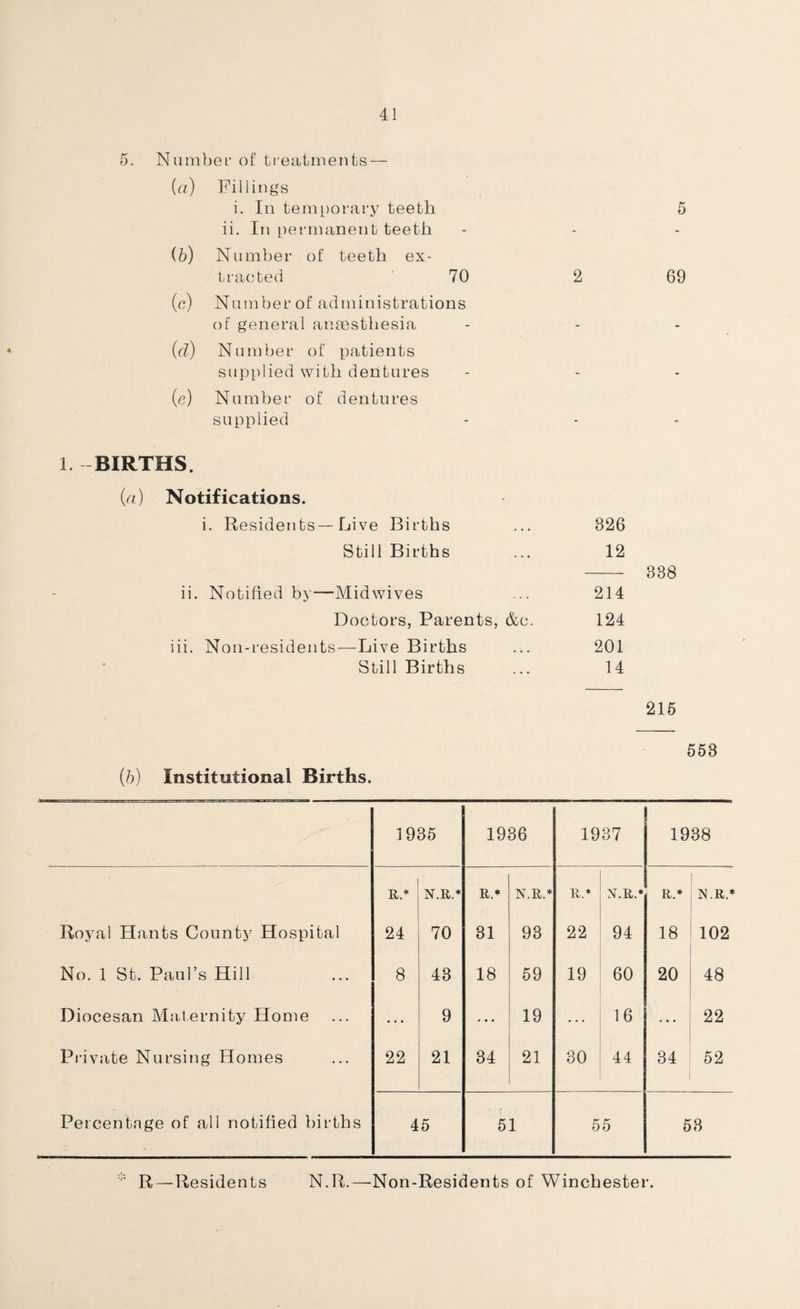 41
5. Number of treatments—
(a) Fillings
i. In temporary teeth 5
ii. In permanent teeth - - -
(b) Number of teeth ex-
tracted 70 2 69
(c) Number of administrations
of general anæsthesia - - -
(d) Number of patients
supplied with dentures - - -
(e) Number of dentures
supplied - - -
1.-BIRTHS.
(a) Notifications.
i. Residents—Live Births ... 326
Still Births ... 12
338
ii. Notified by—Midwives ... 214
Doctors, Parents, &c. 124
iii. Non-residents—Live Births ... 201
Still Births ... 14
215
553
(b) Institutional Births.
1935 1936 1937 1938
R.* N.R.* R.* N.R.* R.* N.R.* R.* N.R.*
Royal Hants County Hospital 24 70 31 93 22 94 18 102
No. 1 St. Paul's Hill ... 8 43 18 59 19 60 20 48
Diocesan Maternity Home ... ... 9 ... 19 ... 16 ... 22
Private Nursing Homes ... 22 21 34 21 30 44 34 52
Percentage of all notified births 45 51 55 53
* R—Residents N.R.—Non-Residents of Winchester.